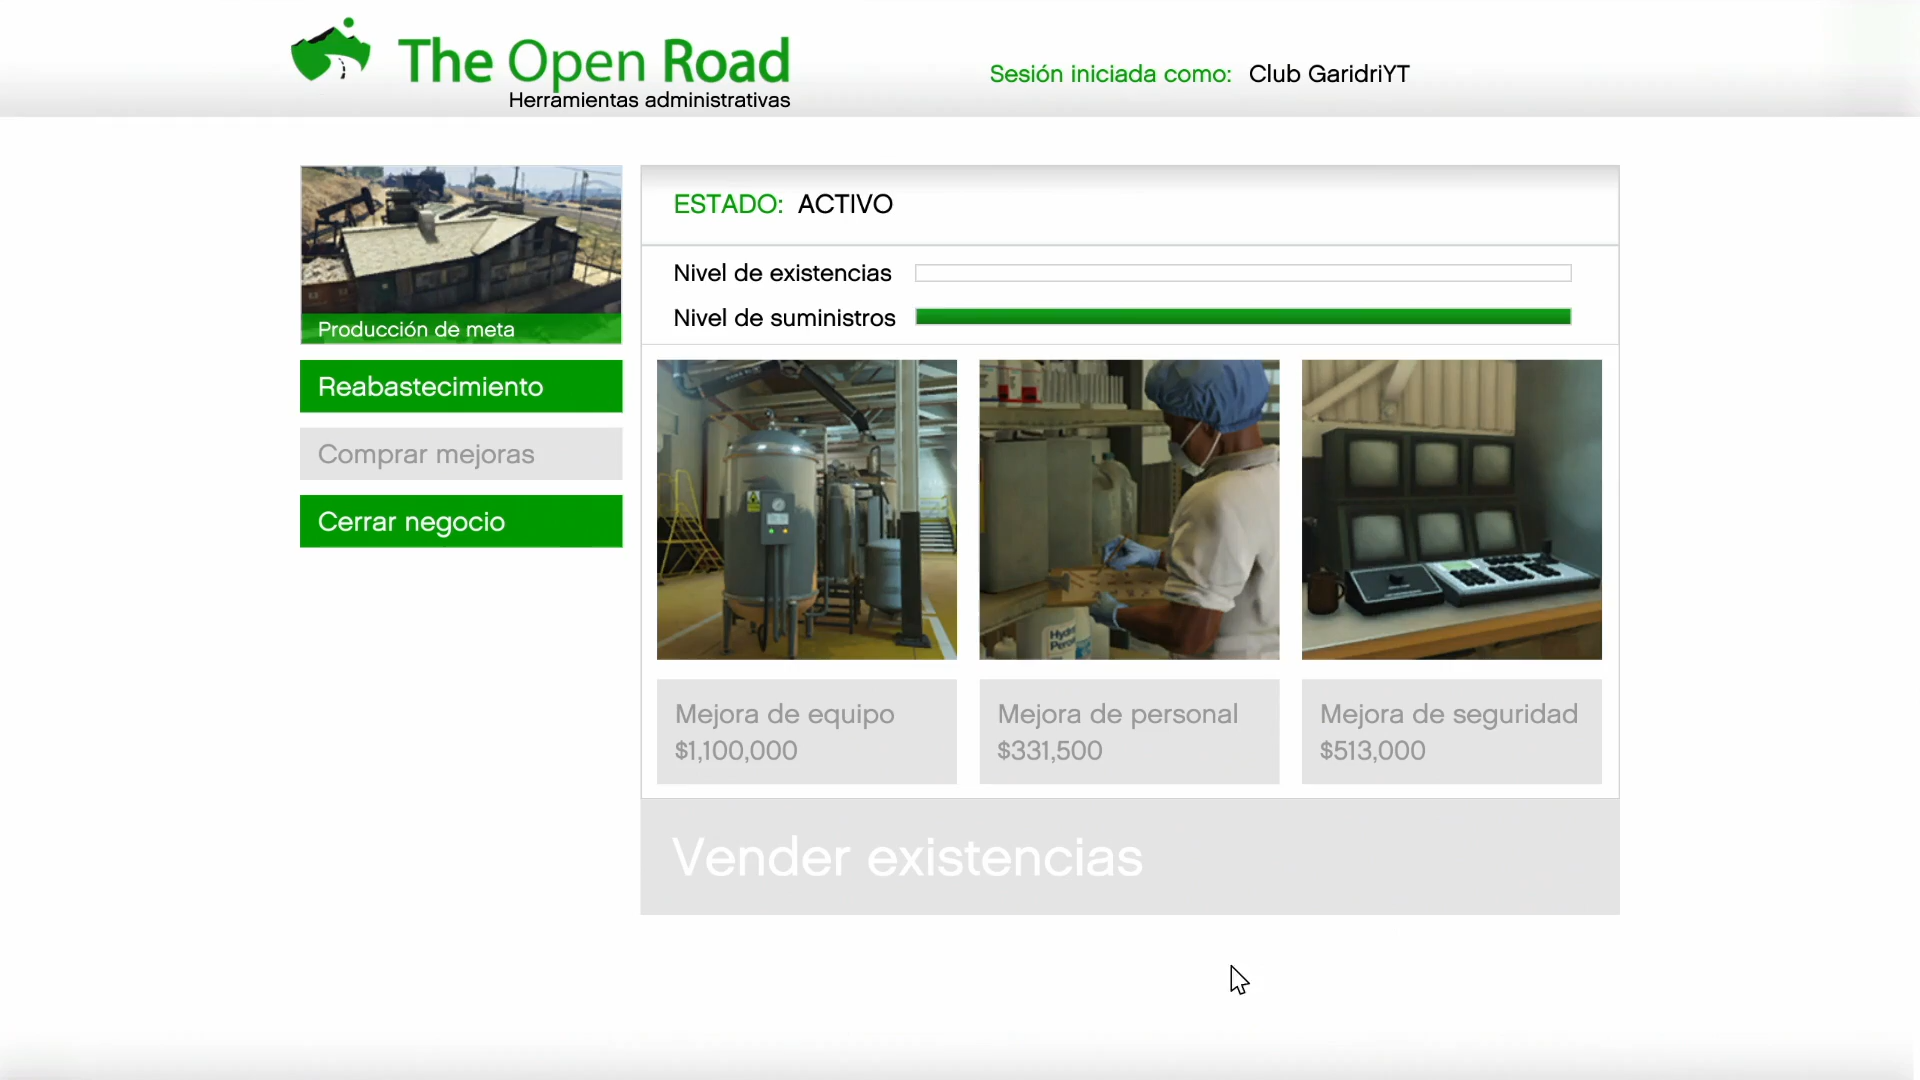 The Open Road
Herramientas administrativas
Sesión iniciada como: Club GaridriYT
Producción de meta
Reabastecimiento
Comprar mejoras
Cerrar negocio
ESTADO: ACTIVO
Nivel de existencias
Nivel de suministros
Mejora de equipo
$1,100,000
Mejora de personal
$331,500
Mejora de seguridad
$513,000
Vender existencias